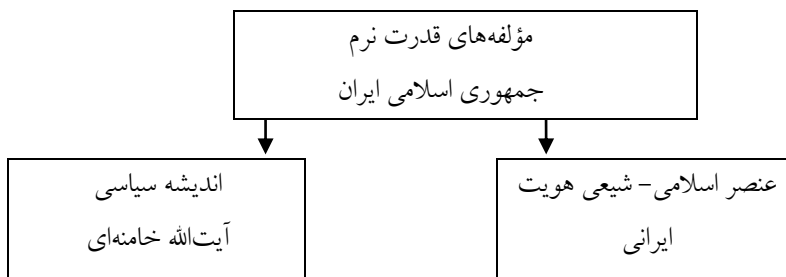 مؤلفه‌های قدرت نرم
جمهوری اسلامی ایران
عنصر اسلامی- شیعی هویت
ایرانی
اندیشه سیاسی
آیت‌الله خامنه‌ای